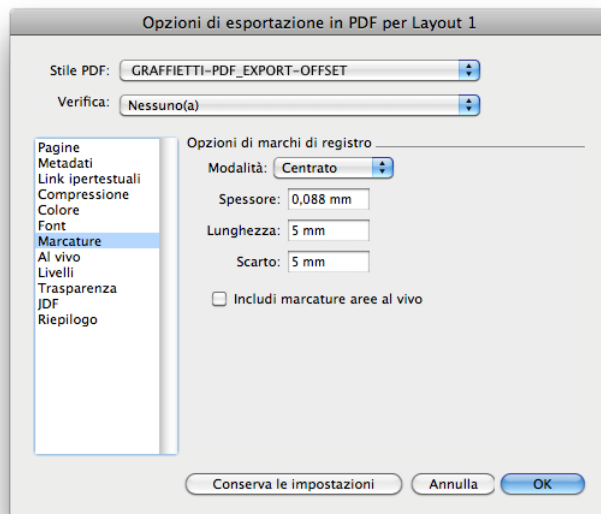 Opzioni di esportazione in PDF per Layout 1
Stile PDF: GRAFFIETTI-PDF_EXPORT-OFFSET
Verifica: Nessuno(a)
Pagine
Metadati
Link ipertestuali
Compressione
Colore
Font
Marcature
Al vivo
Livelli
Trasparenza
JDF
Riepilogo
Opzioni di marchi di registro
Modalità: Centrato
Spessore: 0,088 mm
Lunghezza: 5 mm
Scarto: 5 mm
Includi marcature aree al vivo
Conserva le impostazioni
Annulla
OK